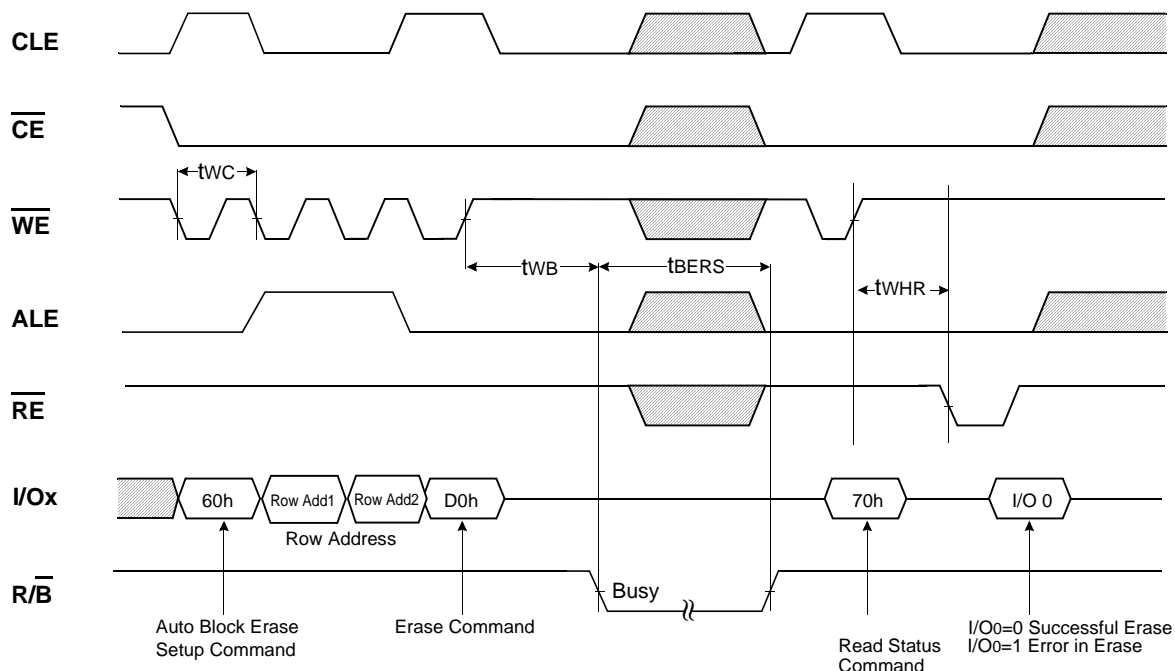 CLE
CE
tWC
WE
tWB
tBERS
tWHR
ALE
RE
I/Ox
60h
Row Add1
Row Add2
D0h
70h
I/O 0
Row Address
R/B
Busy
Auto Block Erase
Setup Command
Erase Command
Read Status
Command
I/O0=0 Successful Erase
I/O0=1 Error in Erase